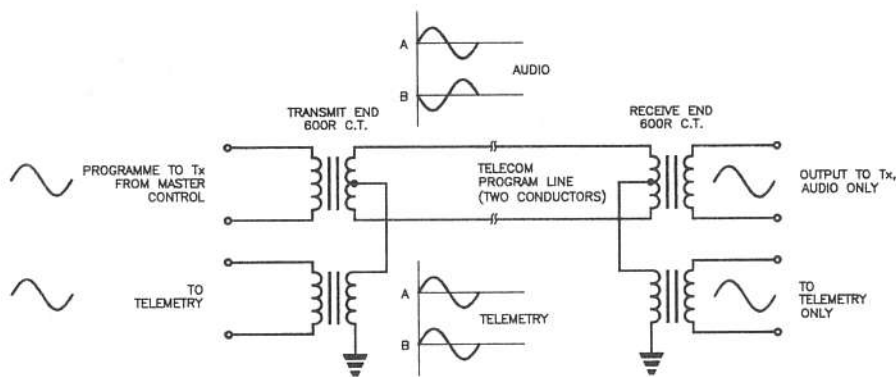 A
AUDIO
B
TRANSMIT END
600R C.T.
RECEIVE END
600R C.T.
PROGRAMME TO Tx
FROM MASTER
CONTROL
TELECOM
PROGRAM LINE
(TWO CONDUCTORS)
OUTPUT TO Tx,
AUDIO ONLY
TO
TELEMETRY
A
TELEMETRY
B
TO
TELEMETRY
ONLY